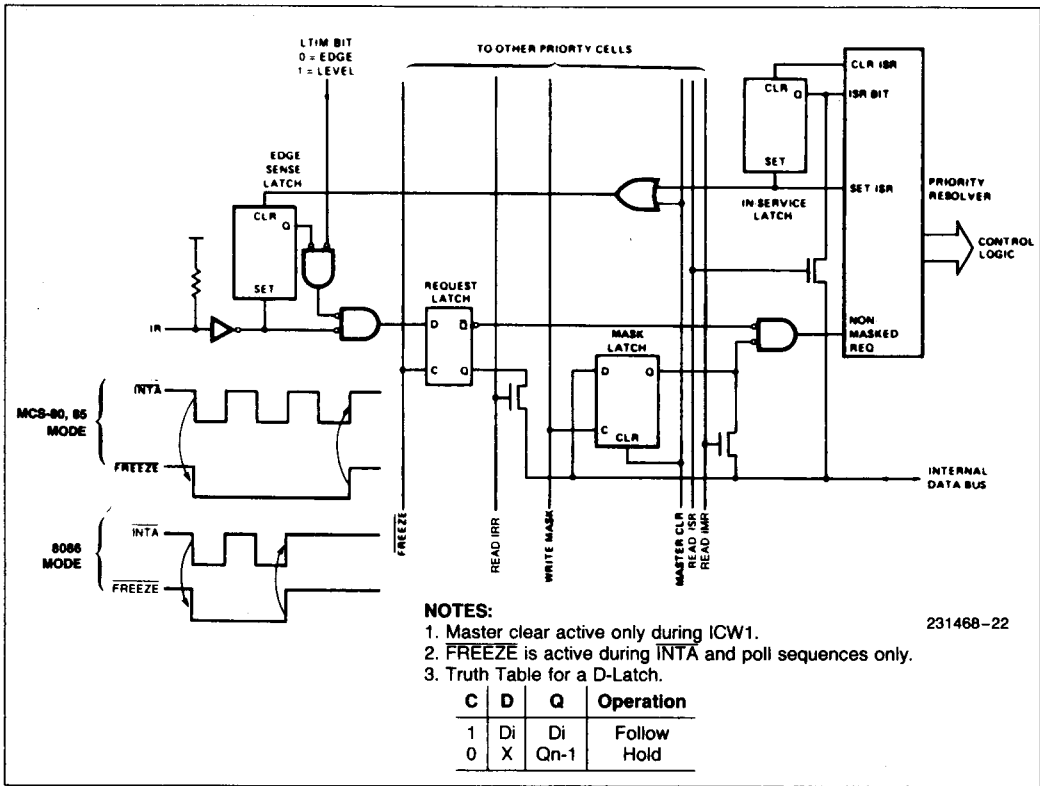 LTIM BIT
0 = EDGE
1 = LEVEL
TO OTHER PRIORTY CELLS
CLR ISR
CLR
Q
ISR BIT
SET
SET ISR
IN-SERVICE
LATCH
PRIORITY
RESOLVER
CONTROL
LOGIC
EDGE
SENSE
LATCH
CLR
Q
SET
IR
REQUEST
LATCH
D
Q
C
Q
MASK
LATCH
D
Q
C
CLR
NON
MASKED
REQ
INTERNAL
DATA BUS
MCS-80, 85
MODE
INTA
FREEZE
8086
MODE
INTA
FREEZE
FREEZE
READ IRR
WRITE MASK
MASTER CLR
READ ISR
READ IMR
NOTES:
1. Master clear active only during ICW1.
2. FREEZE is active during INTA and poll sequences only.
3. Truth Table for a D-Latch.
C D Q Operation
1 Di Di Follow
0 X Qn-1 Hold
231468-22